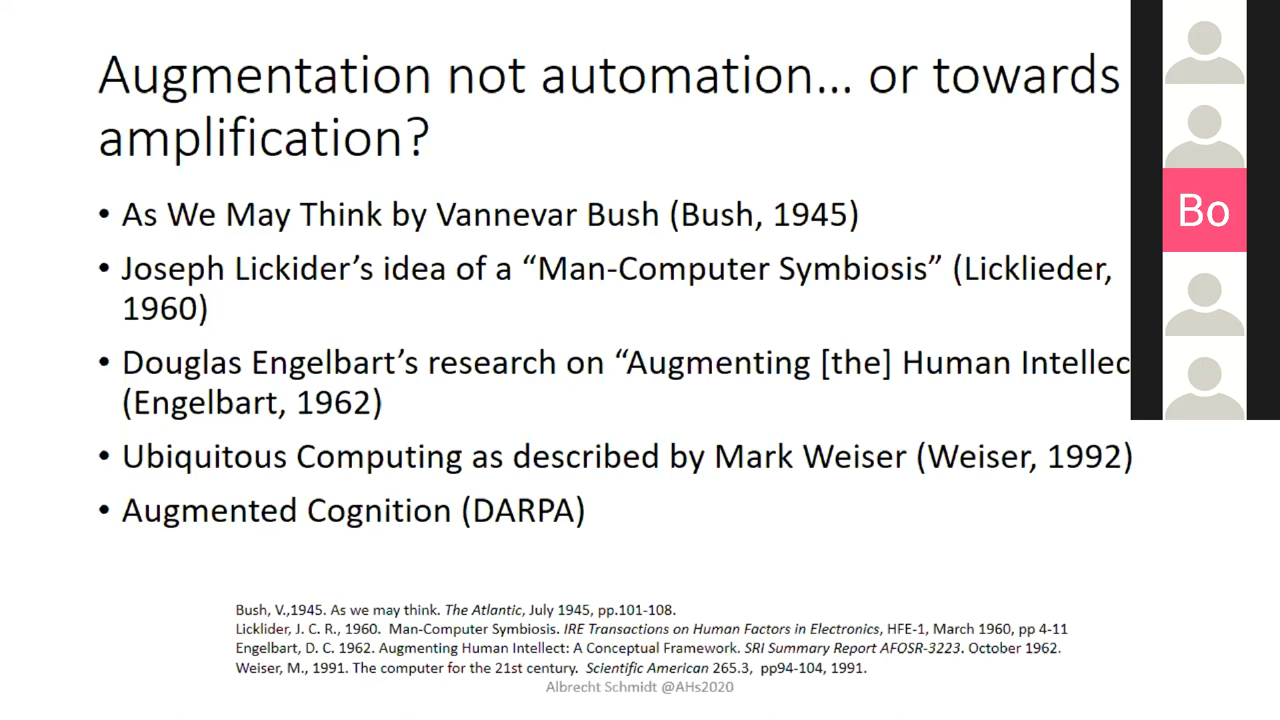 Augmentation not automation... or towards
amplification?
• As We May Think by Vannevar Bush (Bush, 1945)
• Joseph Lickider’s idea of a “Man-Computer Symbiosis” (Licklieder,
1960)
• Douglas Engelbart’s research on “Augmenting [the] Human Intellec
(Engelbart, 1962)
• Ubiquitous Computing as described by Mark Weiser (Weiser, 1992)
• Augmented Cognition (DARPA)
Bush, V.,1945. As we may think. The Atlantic, July 1945, pp.101-108.
Licklider, J. C. R., 1960. Man-Computer Symbiosis. IRE Transactions on Human Factors in Electronics, HFE-1, March 1960, pp 4-11
Engelbart, D. C. 1962. Augmenting Human Intellect: A Conceptual Framework. SRI Summary Report AFOSR-3223. October 1962.
Weiser, M., 1991. The computer for the 21st century. Scientific American 265.3, pp94-104, 1991.
Albrecht Schmidt @AHs2020
Bo